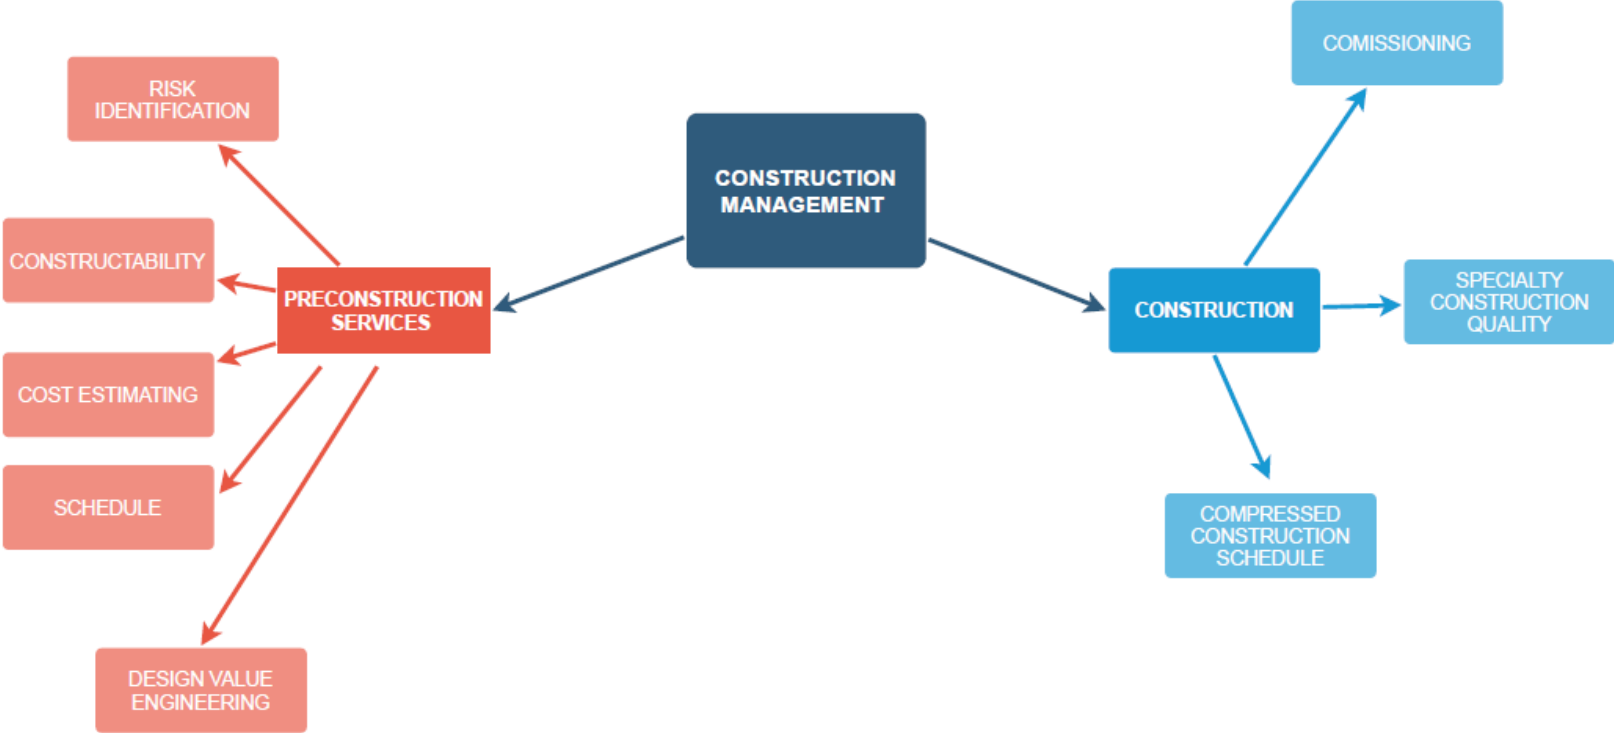 COMISSIONING
RISK
IDENTIFICATION
CONSTRUCTION
MANAGEMENT
CONSTRUCTABILITY
PRECONSTRUCTION
SERVICES
CONSTRUCTION
SPECIALTY
CONSTRUCTION
QUALITY
COST ESTIMATING
SCHEDULE
COMPRESSED
CONSTRUCTION
SCHEDULE
DESIGN VALUE
ENGINEERING